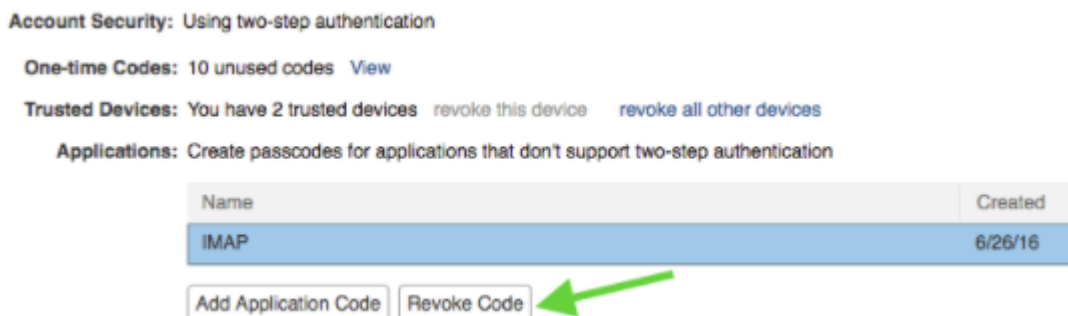 Account Security: Using two-step authentication
One-time Codes: 10 unused codes View
Trusted Devices: You have 2 trusted devices revoke this device revoke all other devices
Applications: Create passcodes for applications that don't support two-step authentication
Name Created
IMAP 6/26/16
Add Application Code Revoke Code